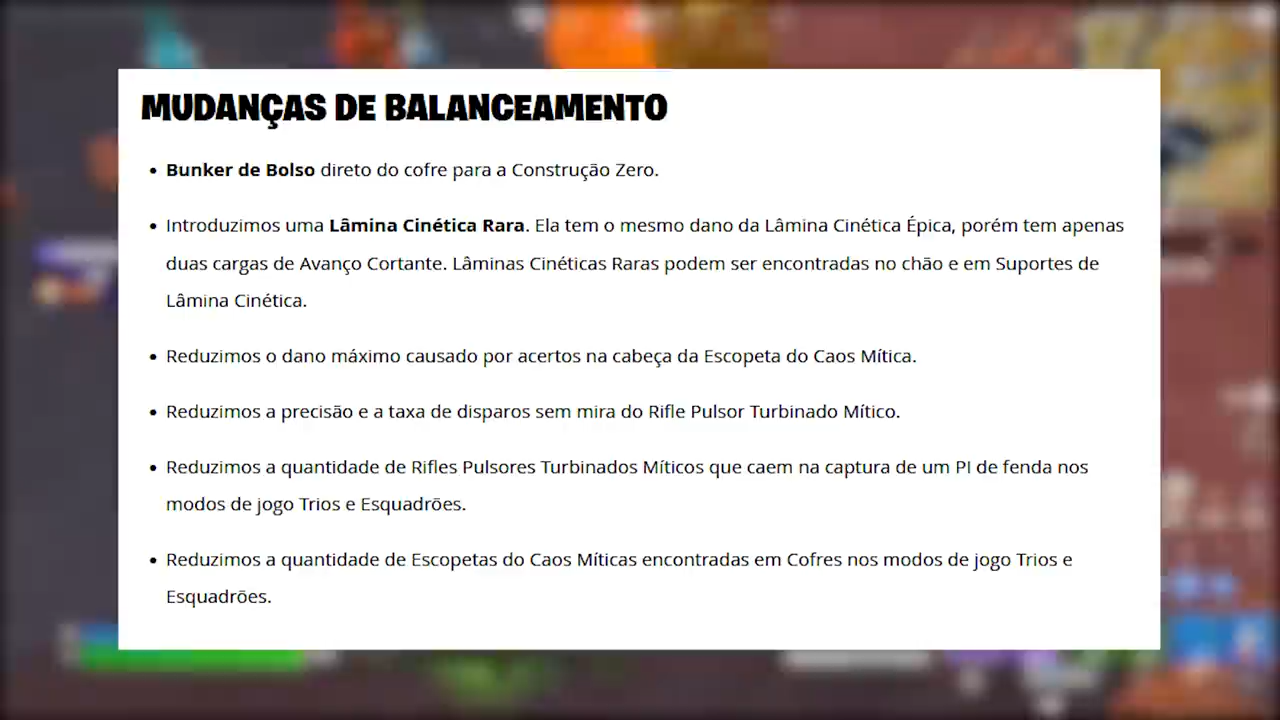 MUDANÇAS DE BALANCEAMENTO
• Bunker de Bolso direto do cofre para a Construção Zero.
• Introduzimos uma Lâmina Cinética Rara. Ela tem o mesmo dano da Lâmina Cinética Épica, porém tem apenas
duas cargas de Avanço Cortante. Lâminas Cinéticas Raras podem ser encontradas no chão e em Suportes de
Lâmina Cinética.
• Reduzimos o dano máximo causado por acertos na cabeça da Escopeta do Caos Mítica.
• Reduzimos a precisão e a taxa de disparos sem mira do Rifle Pulsor Turbinado Mítico.
• Reduzimos a quantidade de Rifles Pulsores Turbinados Míticos que caem na captura de um PI de fenda nos
modos de jogo Trios e Esquadrões.
• Reduzimos a quantidade de Escopetas do Caos Míticas encontradas em Cofres nos modos de jogo Trios e
Esquadrões.